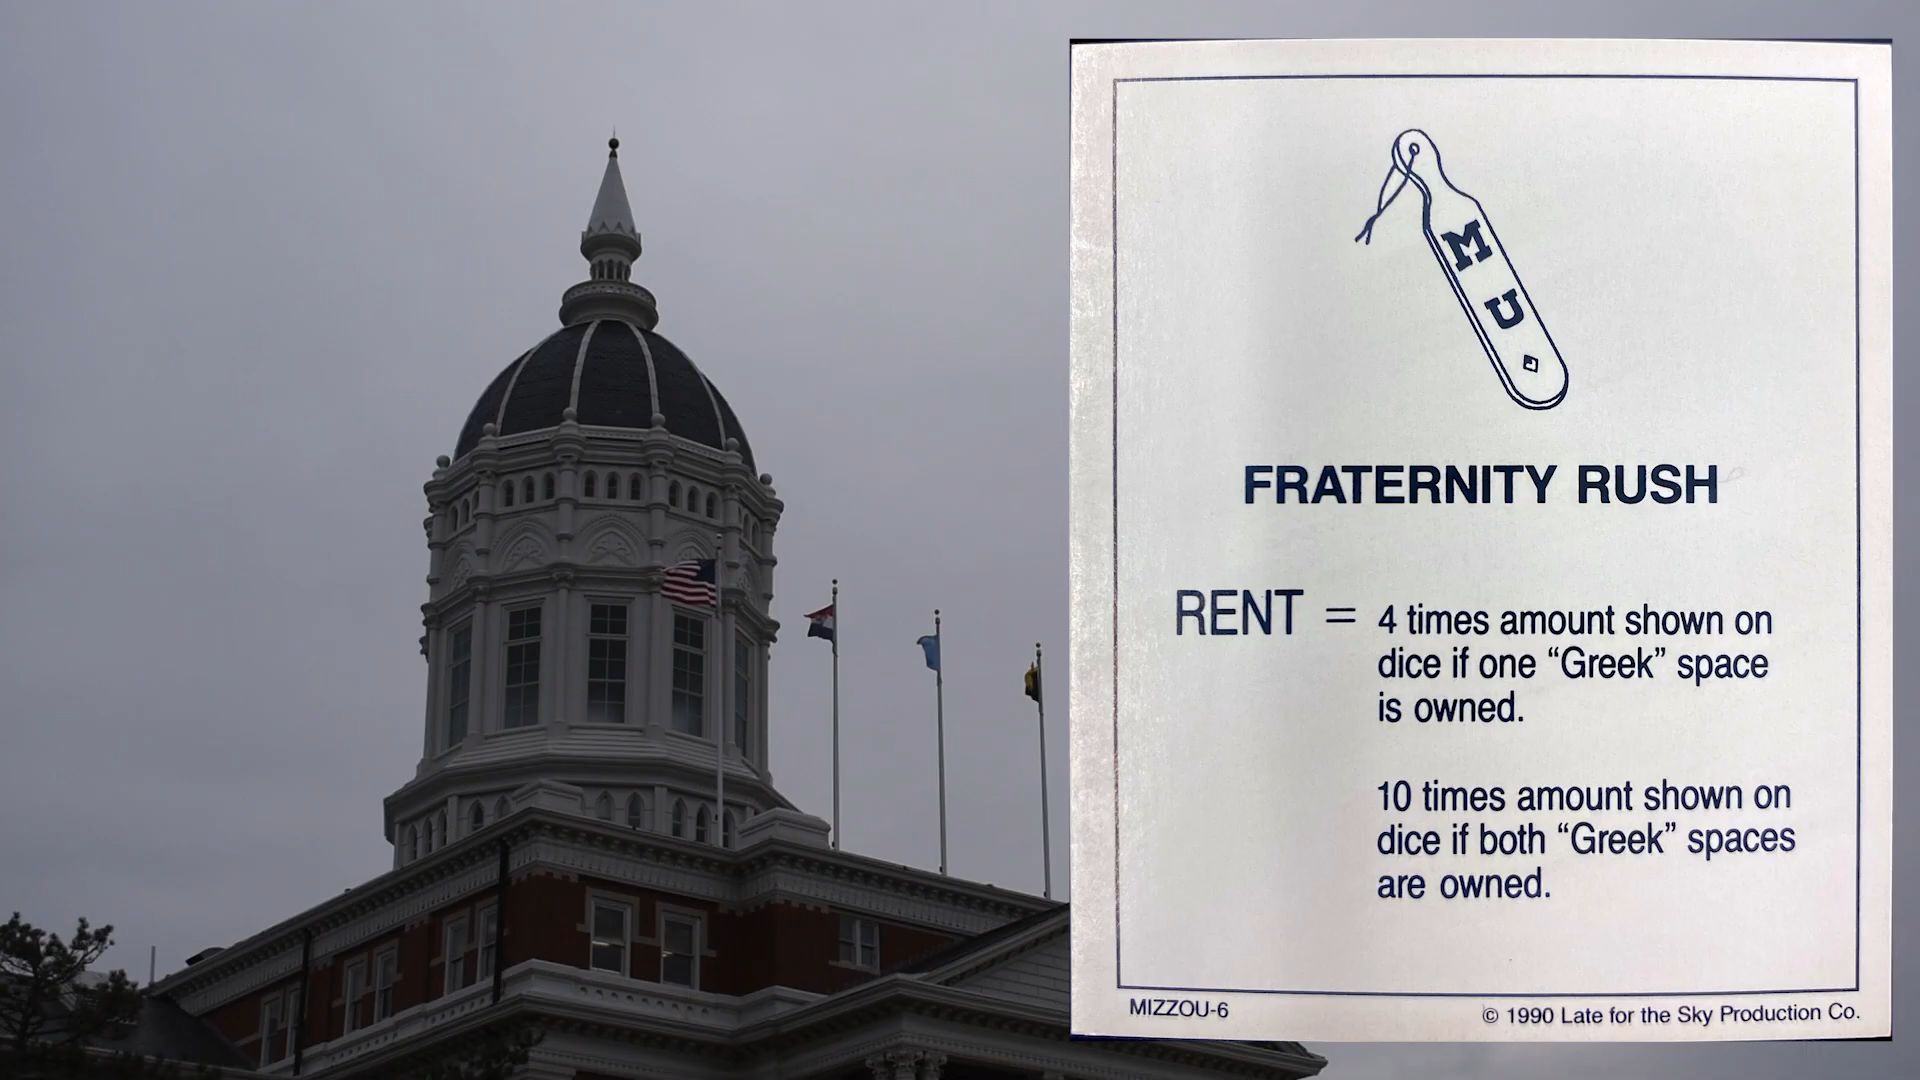 M
U
FRATERNITY RUSH
RENT = 4 times amount shown on
dice if one “Greek” space
is owned.
10 times amount shown on
dice if both “Greek” spaces
are owned.
MIZZOU-6
© 1990 Late for the Sky Production Co.